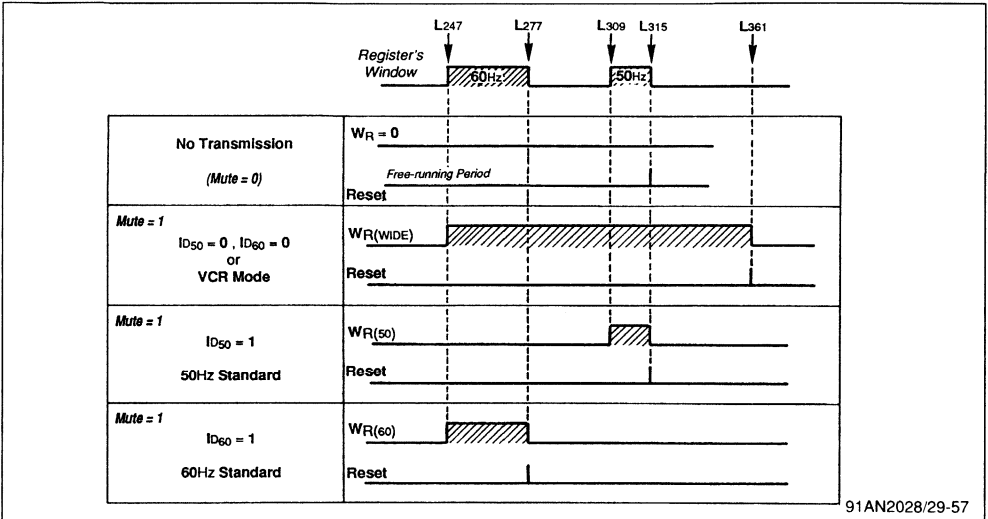 L247 L277 L309 L315 L361
Register's
Window
60Hz
50Hz
No Transmission
(Mute = 0)
WR = 0
Free-running Period
Reset
Mute = 1
ID50 = 0 , ID60 = 0
or
VCR Mode
WR(WIDE)
Reset
Mute = 1
ID50 = 1
50Hz Standard
WR(50)
Reset
Mute = 1
ID60 = 1
60Hz Standard
WR(60)
Reset
91AN2028/29-57